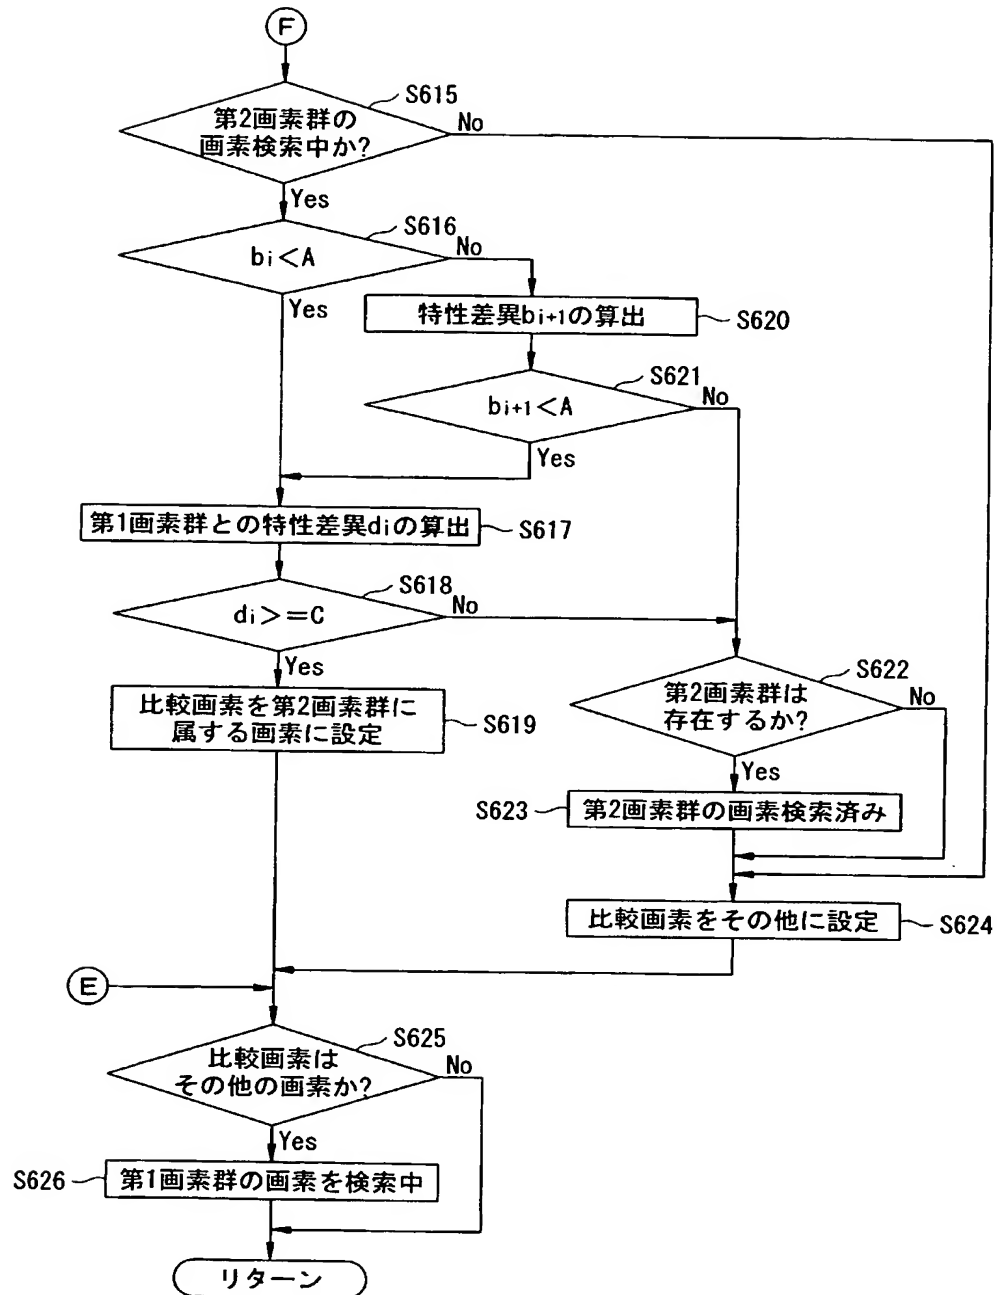 F
S615
第2画素群の
画素検索中か?
No
Yes
S616
bi<A
No
Yes
特性差異bi+1の算出
S620
S621
bi+1<A
No
Yes
第1画素群との特性差異diの算出
S617
S618
di>=C
No
Yes
S622
第2画素群は
存在するか?
No
比較画素を第2画素群に
属する画素に設定
S619
Yes
S623
第2画素群の画素検索済み
比較画素をその他に設定
S624
E
S625
比較画素は
その他の画素か?
No
Yes
S626
第1画素群の画素を検索中
リターン